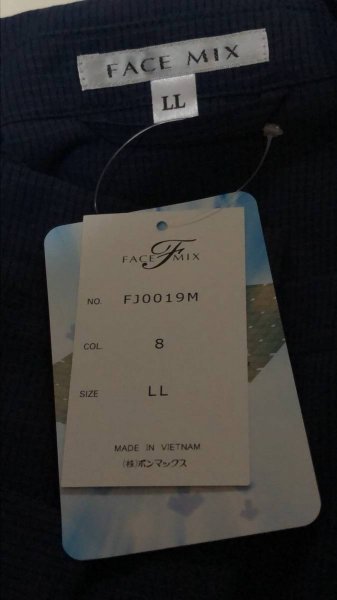 FACE MIX
LL
FACE F MIX
NO. FJ0019M
COL. 8
SIZE LL
MADE IN VIETNAM
(株)ボンマックス